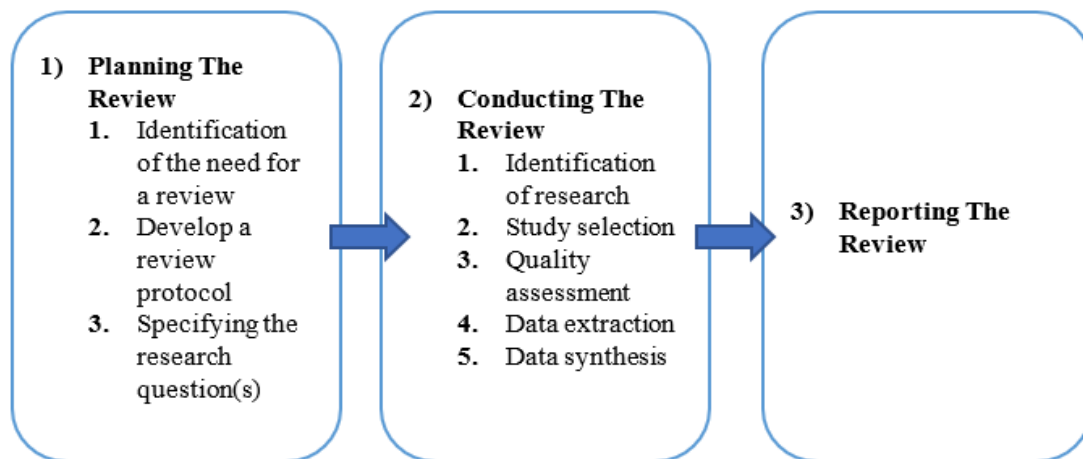 1) Planning The
Review
1. Identification
of the need for
a review
2. Develop a
review
protocol
3. Specifying the
research
question(s)
2) Conducting The
Review
1. Identification
of research
2. Study selection
3. Quality
assessment
4. Data extraction
5. Data synthesis
3) Reporting The
Review